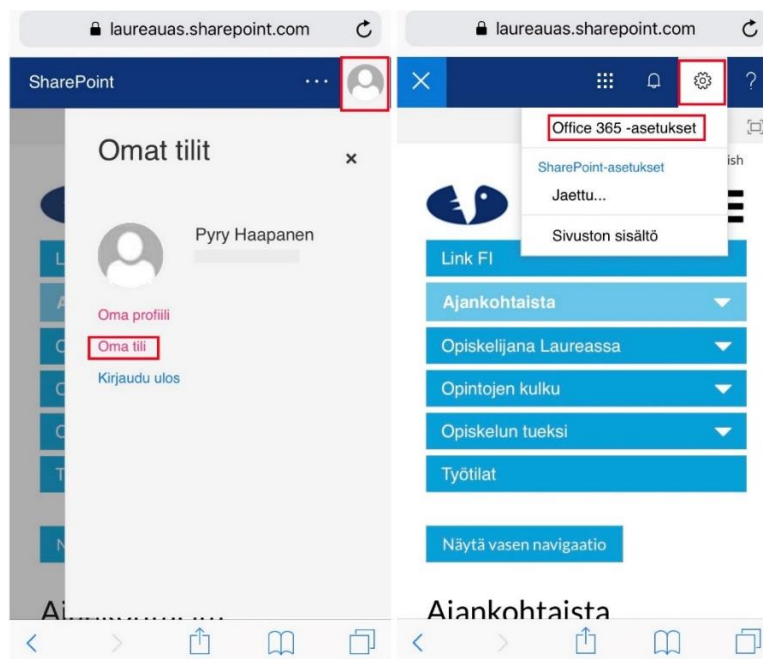 laureauas.sharepoint.com
SharePoint
Omat tilit
×
Pyry Haapanen
Oma profiili
Oma tili
Kirjaudu ulos
laureauas.sharepoint.com
?
Office 365 -asetukset
SharePoint-asetukset
ish
Jaettu...
Sivuston sisältö
Link FI
Ajankohtaista
Opiskelijana Laureassa
Opintojen kulku
Opiskelun tueksi
Työtilat
Näytä vasen navigaatio
Ajankohtaista